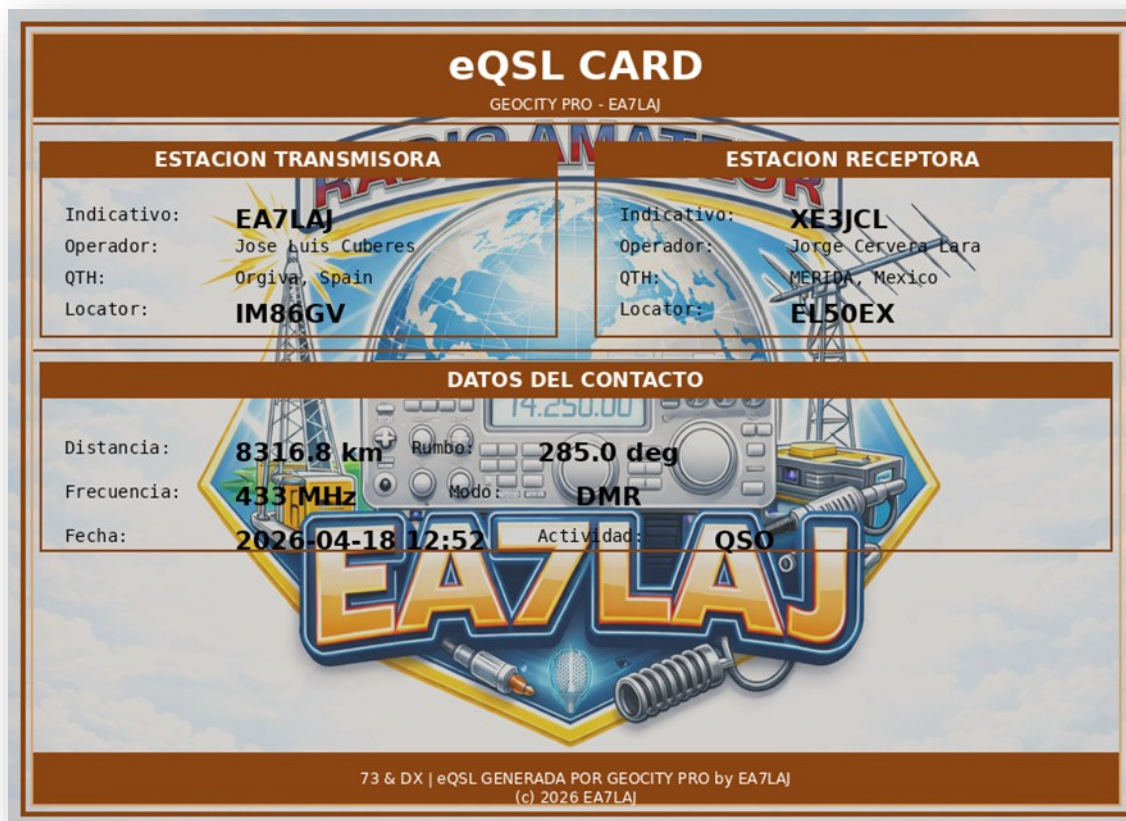 eQSL CARD
GEOCITY PRO - EA7LAJ
RADIO AMATEUR
ESTACION TRANSMISORA
Indicativo: EA7LAJ
Operador: Jose Luis Cuberes
QTH: Orgiva, Spain
Locator: IM86GV
ESTACION RECEPTORA
Indicativo: XE3JCL
Operador: Jorge Cervera Lara
QTH: MERIDA, Mexico
Locator: EL50EX
DATOS DEL CONTACTO
14.250.00
Distancia: 8316.8 km Rumbo: 285.0 deg
Frecuencia: 433 MHz Modo: DMR
Fecha: 2026-04-18 12:52 Actividad: QSO
EA7LAJ
73 & DX | eQSL GENERADA POR GEOCITY PRO by EA7LAJ
(c) 2026 EA7LAJ